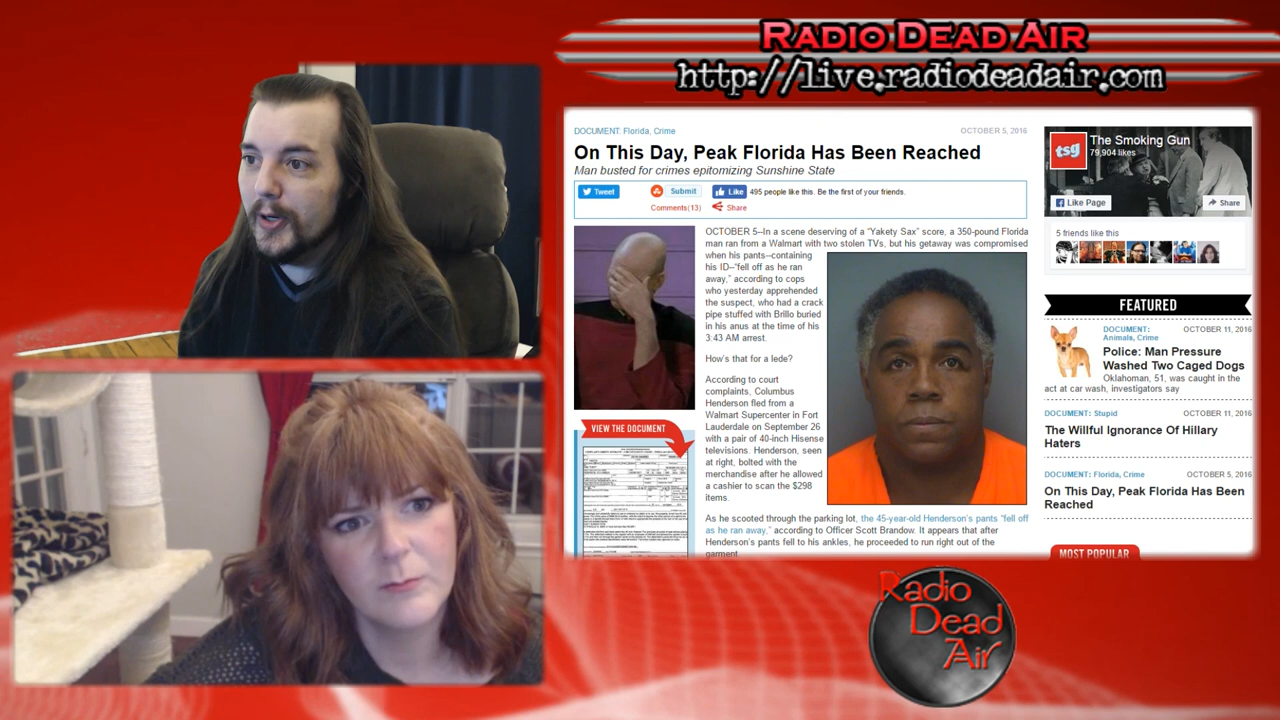 RADIO DEAD AIR
http://live.radiodeadair.com
DOCUMENT: Florida, Crime
OCTOBER 5, 2016
On This Day, Peak Florida Has Been Reached
Man busted for crimes epitomizing Sunshine State
Tweet
Submit
Like
495 people like this. Be the first of your friends.
Comments(13)
Share
OCTOBER 5--In a scene deserving of a "Yakety Sax" score, a 350-pound Florida
man ran from a Walmart with two stolen TVs, but his getaway was compromised
when his pants--containing
his ID--"fell off as he ran
away," according to cops
who yesterday apprehended
the suspect, who had a crack
pipe stuffed with Brillo buried
in his anus at the time of his
3:43 AM arrest.
How's that for a lede?
According to court
complaints, Columbus
Henderson fled from a
Walmart Supercenter in Fort
Lauderdale on September 26
with a pair of 40-inch Hisense
televisions. Henderson, seen
at right, bolted with the
merchandise after he allowed
a cashier to scan the $298
items.
As he scooted through the parking lot, the 45-year-old Henderson's pants "fell off
as he ran away," according to Officer Scott Brandow. It appears that after
Henderson's pants fell to his ankles, he proceeded to run right out of the
garment.
VIEW THE DOCUMENT
tsg
The Smoking Gun
79,904 likes
Like Page
Share
5 friends like this
FEATURED
DOCUMENT:
Animals, Crime
OCTOBER 11, 2016
Police: Man Pressure
Washed Two Caged Dogs
Oklahoman, 51, was caught in the
act at car wash, investigators say
DOCUMENT: Stupid
OCTOBER 11, 2016
The Willful Ignorance Of Hillary
Haters
DOCUMENT: Florida, Crime
OCTOBER 5, 2016
On This Day, Peak Florida Has Been
Reached
MOST POPULAR
Radio
Dead
Air